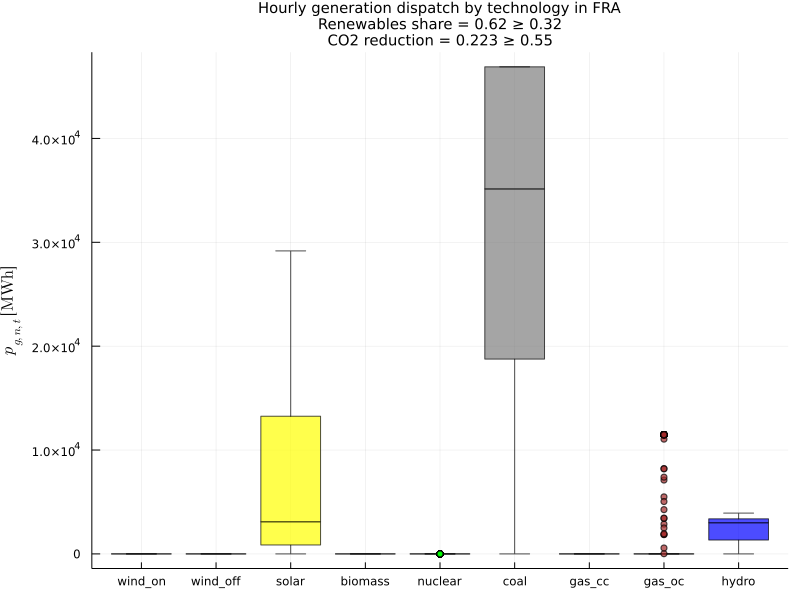 Hourly generation dispatch by technology in FRA
Renewables share = 0.62 ≥ 0.32
CO2 reduction = 0.223 ≥ 0.55
p_{g,n,t} [MWh]
4.0×10⁴
3.0×10⁴
2.0×10⁴
1.0×10⁴
0
wind_on wind_off solar biomass nuclear coal gas_cc gas_oc hydro